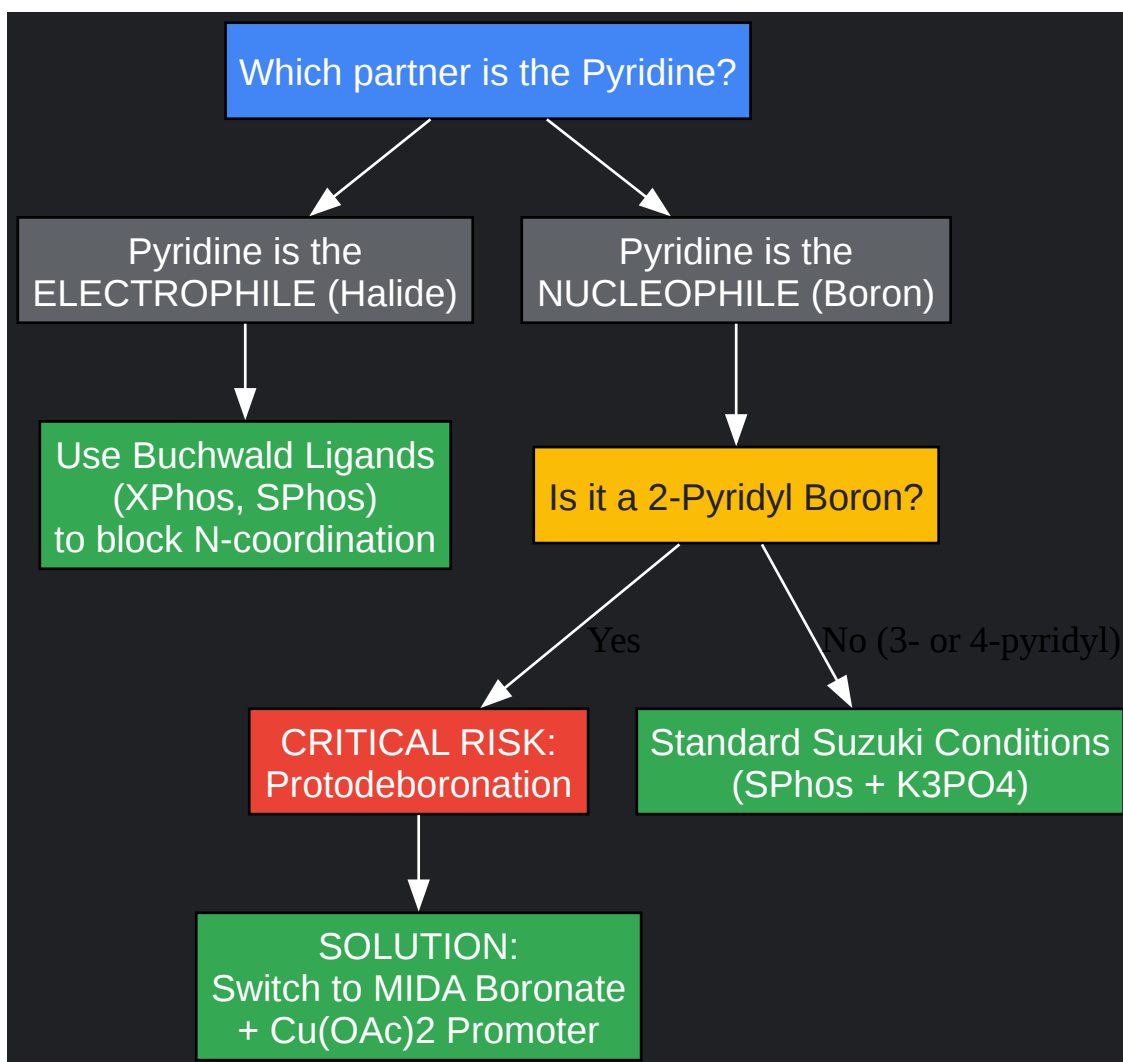 Which partner is the Pyridine?
Pyridine is the
ELECTROPHILE (Halide)
Pyridine is the
NUCLEOPHILE (Boron)
Use Buchwald Ligands
(XPhos, SPhos)
to block N-coordination
Is it a 2-Pyridyl Boron?
Yes
No (3- or 4-pyridyl)
CRITICAL RISK:
Protodeboronation
Standard Suzuki Conditions
(SPhos + K3PO4)
SOLUTION:
Switch to MIDA Boronate
+ Cu(OAc)2 Promoter